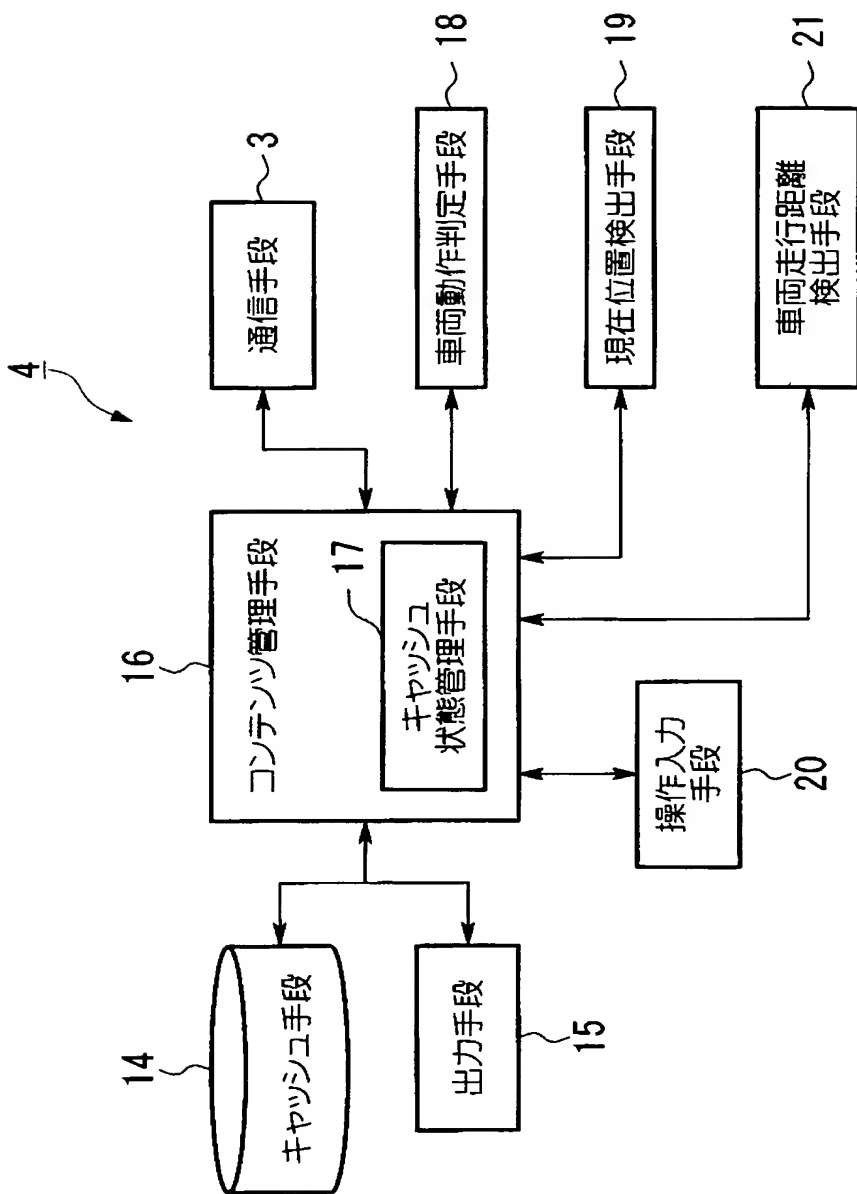 4
14
キャッシュ手段
出力手段
15
16
コンテンツ管理手段
17
キャッシュ
状態管理手段
操作入力
手段
20
通信手段
3
車両動作判定手段
18
現在位置検出手段
19
車両走行距離
検出手段
21